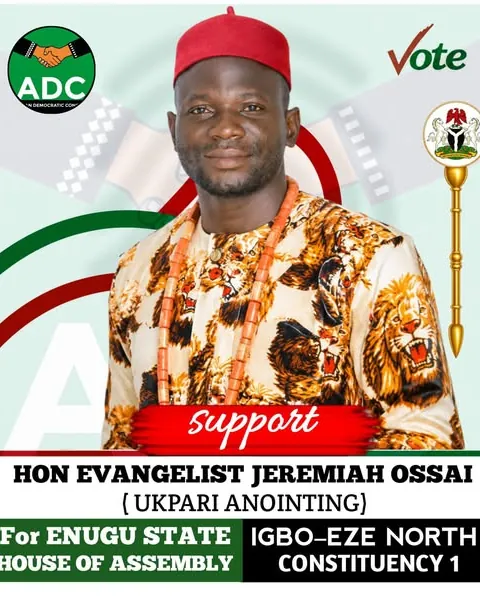 ADC
Vote
support
HON EVANGELIST JEREMIAH OSSAI
( UKPARI ANOINTING)
For ENUGU STATE
HOUSE OF ASSEMBLY
IGBO–EZE NORTH
CONSTITUENCY 1